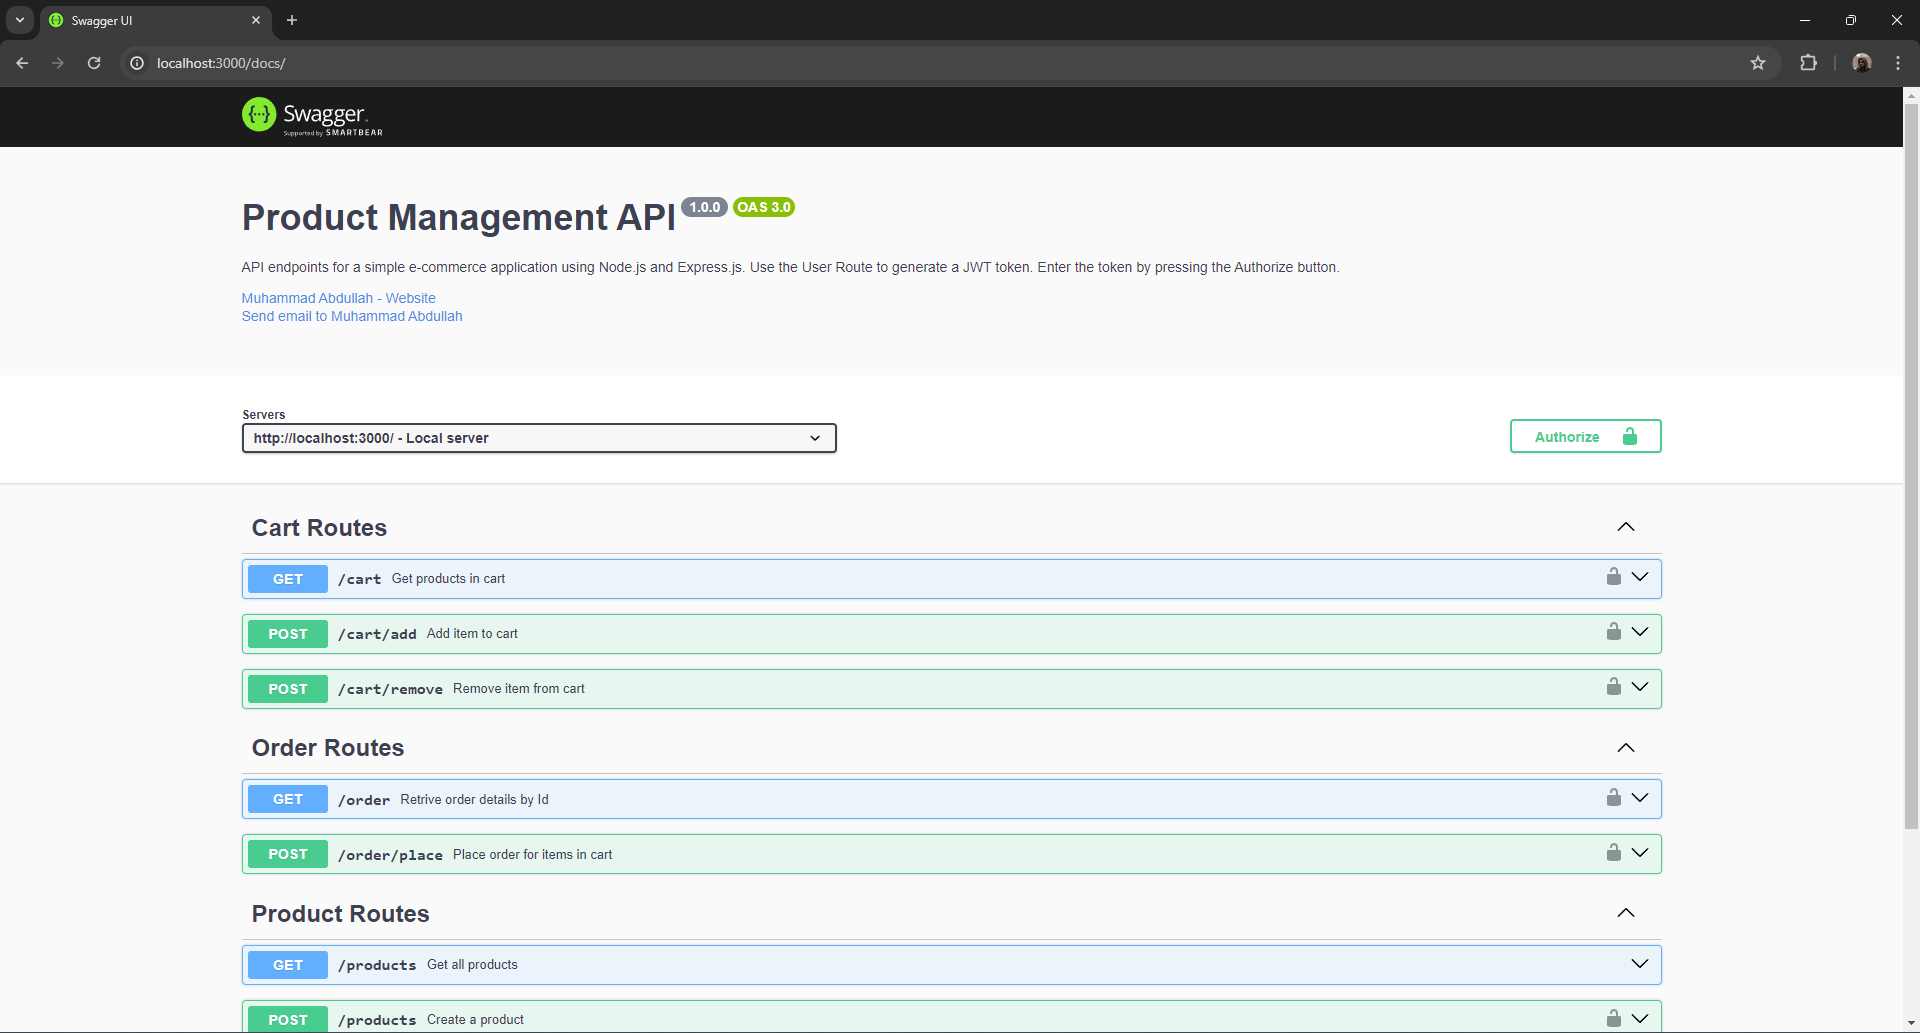 Swagger UI
localhost:3000/docs/
Swagger™
Supported by SMARTBEAR
Product Management API 1.0.0 OAS 3.0
API endpoints for a simple e-commerce application using Node.js and Express.js. Use the User Route to generate a JWT token. Enter the token by pressing the Authorize button.
Muhammad Abdullah - Website
Send email to Muhammad Abdullah
Servers
http://localhost:3000/ - Local server
Authorize
Cart Routes
GET /cart Get products in cart
POST /cart/add Add item to cart
POST /cart/remove Remove item from cart
Order Routes
GET /order Retrive order details by Id
POST /order/place Place order for items in cart
Product Routes
GET /products Get all products
POST /products Create a product